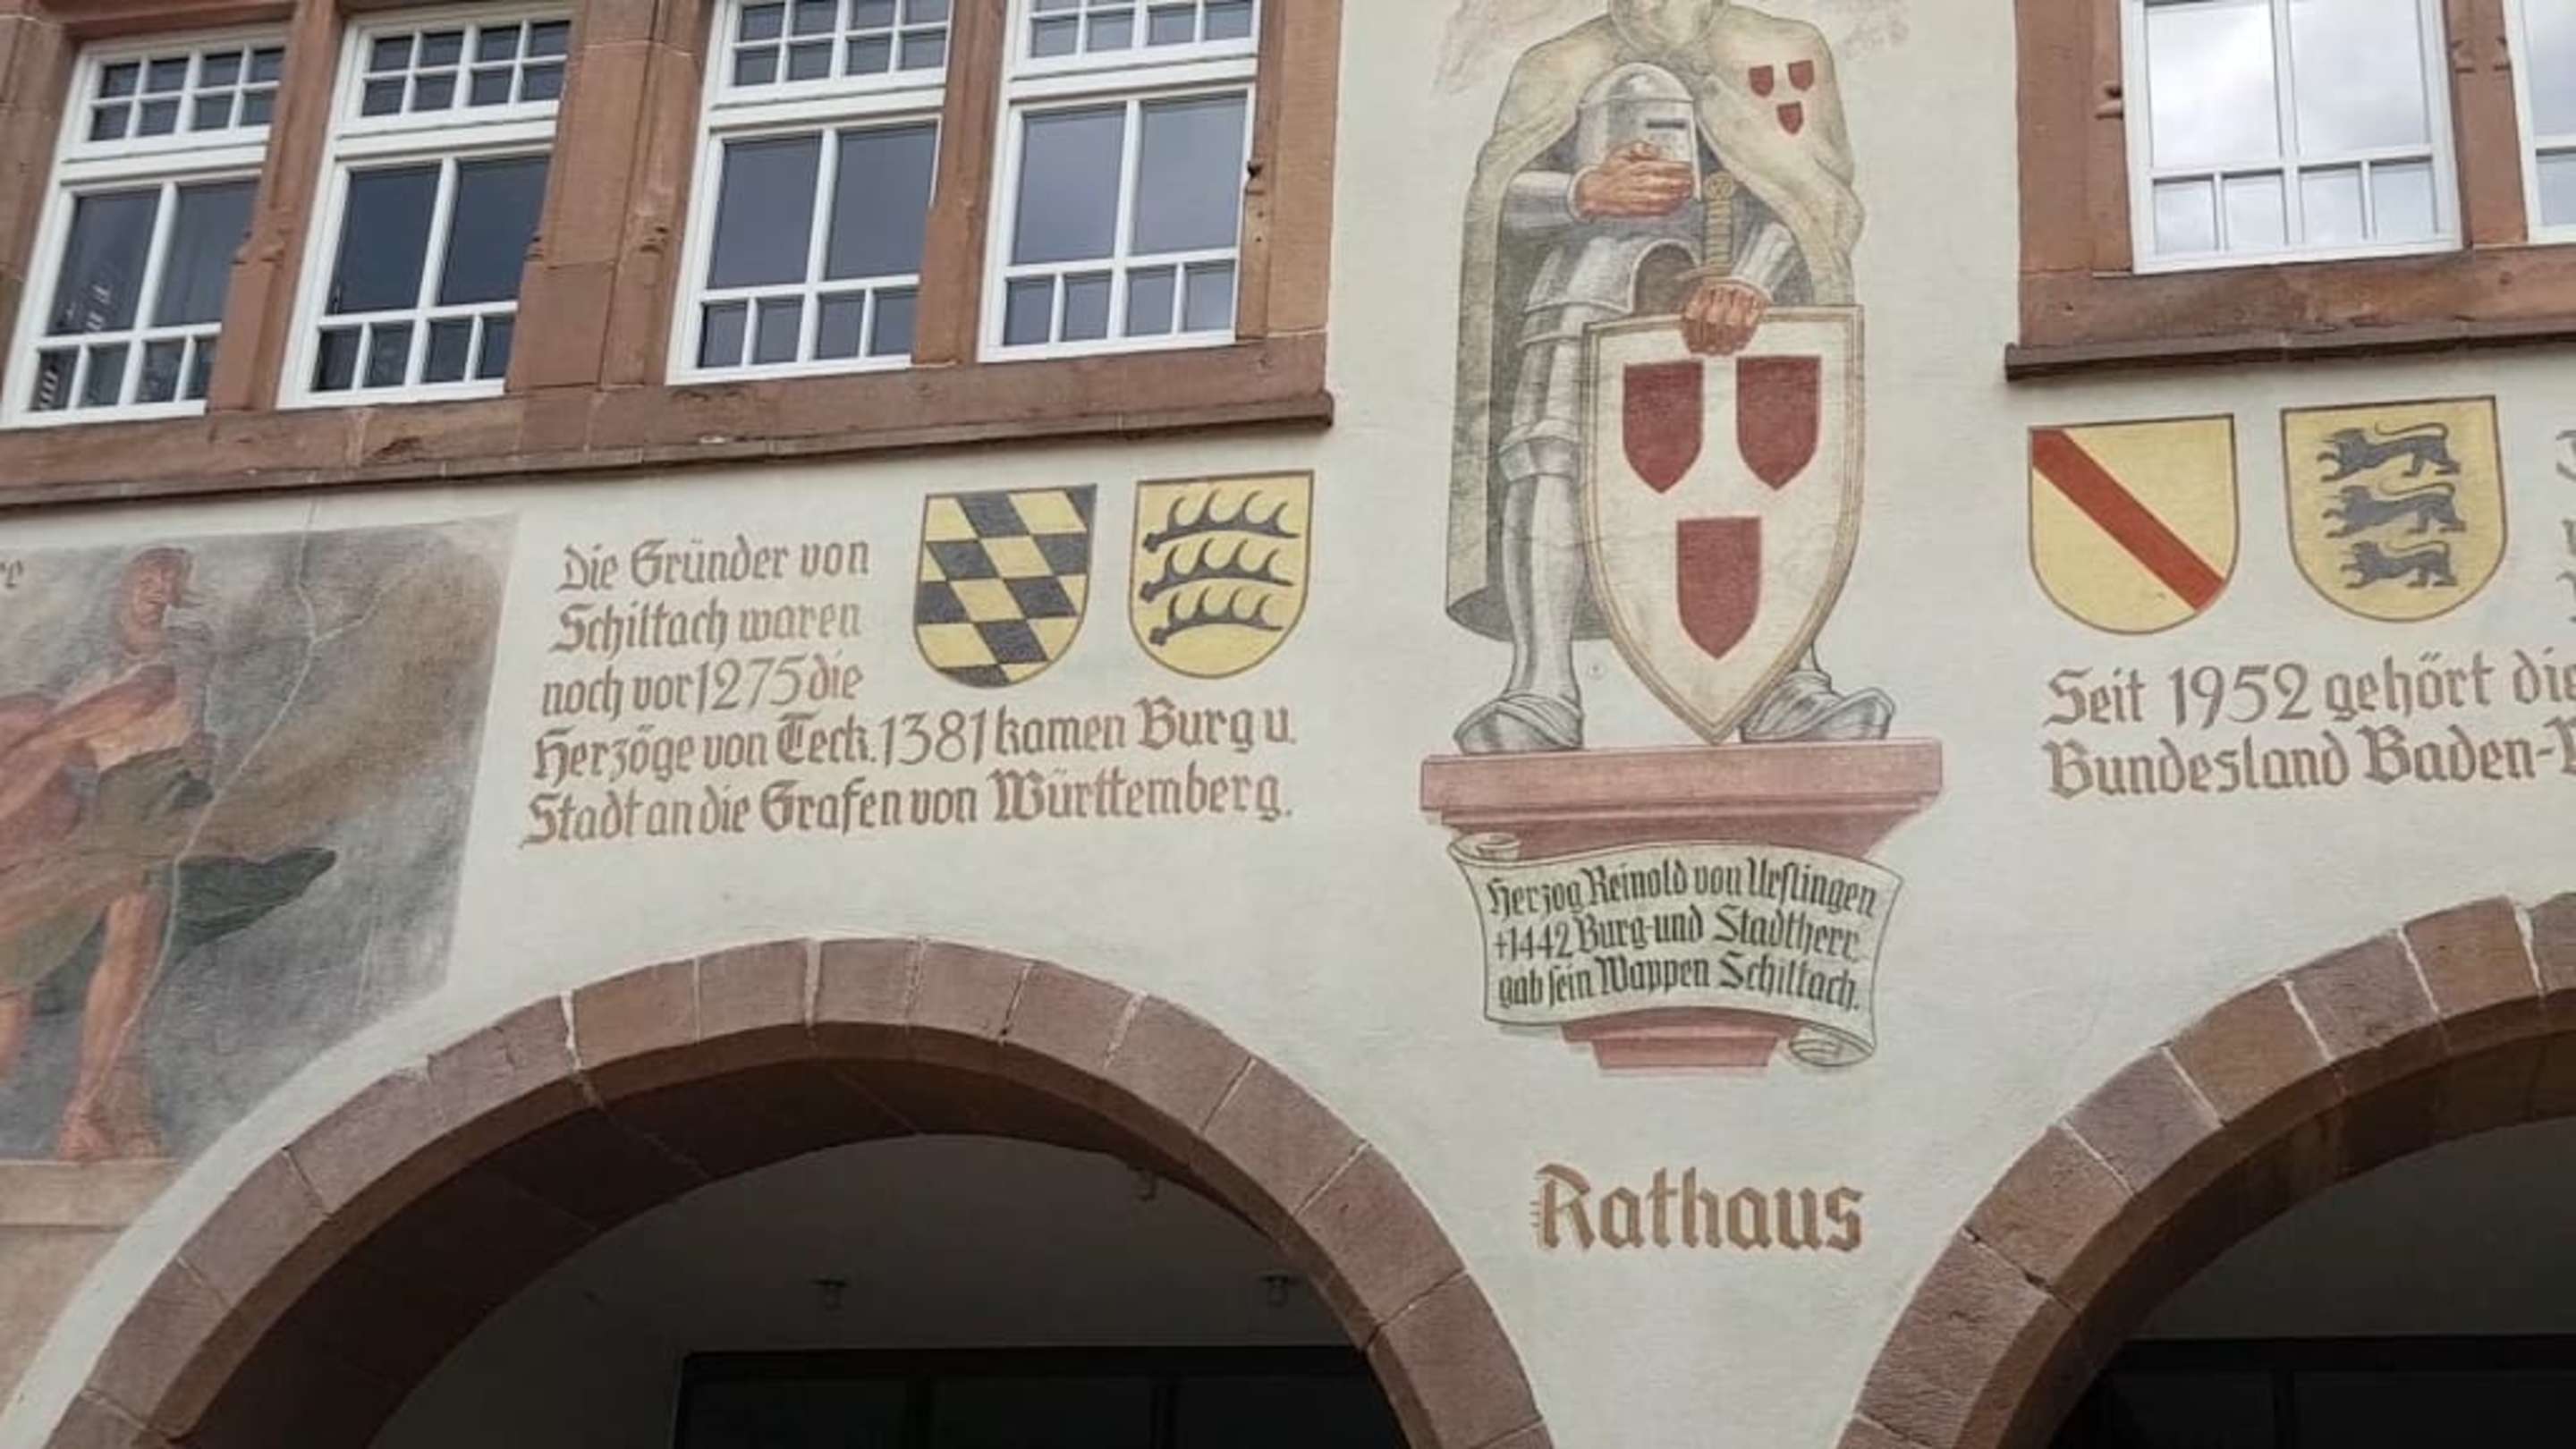 Die Gründer von
Schiltach waren
noch vor 1275 die
Herzöge von Teck. 1381 kamen Burg u.
Stadt an die Grafen von Württemberg.
Herzog Reinold von Urslingen
+1442 Burg-und Stadtherr
gab sein Wappen Schiltach.
Rathaus
Seit 1952 gehört
Bundesland Baden-